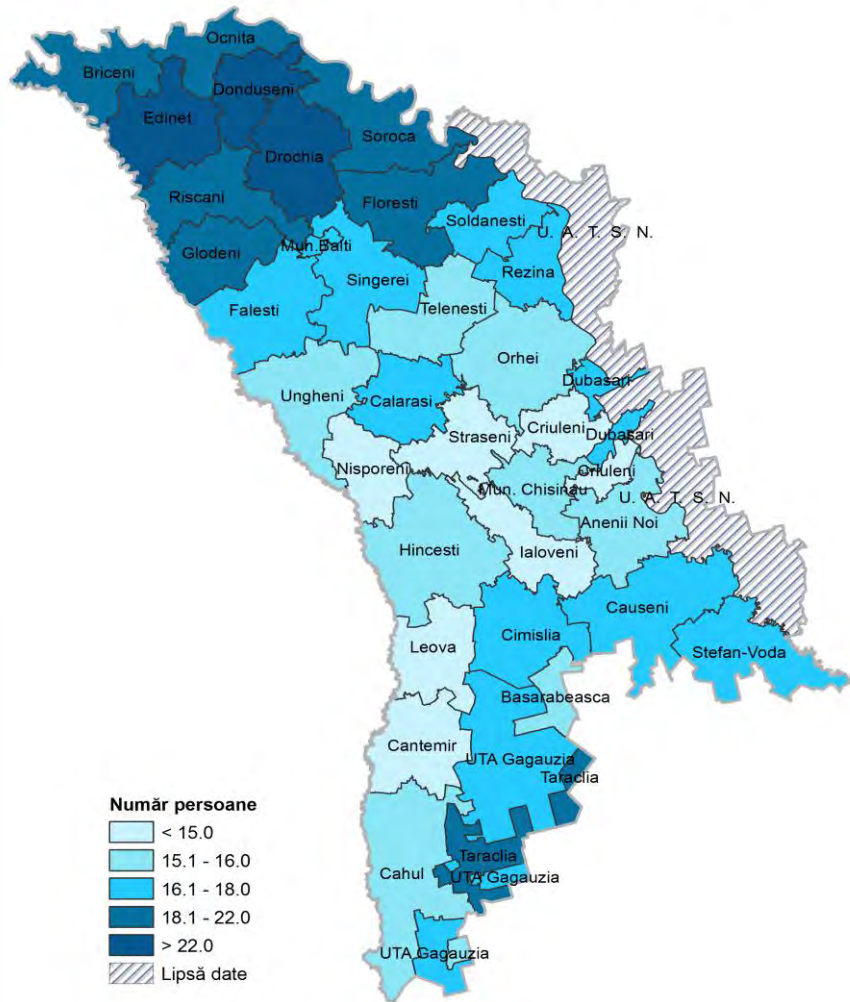 Ocnita
Briceni
Donduseni
Edinet
Soroca
Drochia
Riscani
Floresti
Soldanesti
U. A. T. S. N.
Glodeni
Mun.Balti
Singerei
Rezina
Falesti
Telenesti
Orhei
Dubasari
Ungheni
Calarasi
Straseni
Criuleni
Dubasari
Nisporeni
Criuleni
Mun. Chisinau
U. A. T. S. N.
Anenii Noi
Hincesti
Ialoveni
Causeni
Leova
Cimislia
Stefan-Voda
Basarabeasca
Cantemir
UTA Gagauzia
Taraclia
Număr persoane
< 15.0
15.1 - 16.0
16.1 - 18.0
18.1 - 22.0
> 22.0
Lipsă date
Taraclia
Cahul
UTA Gagauzia
UTA Gagauzia